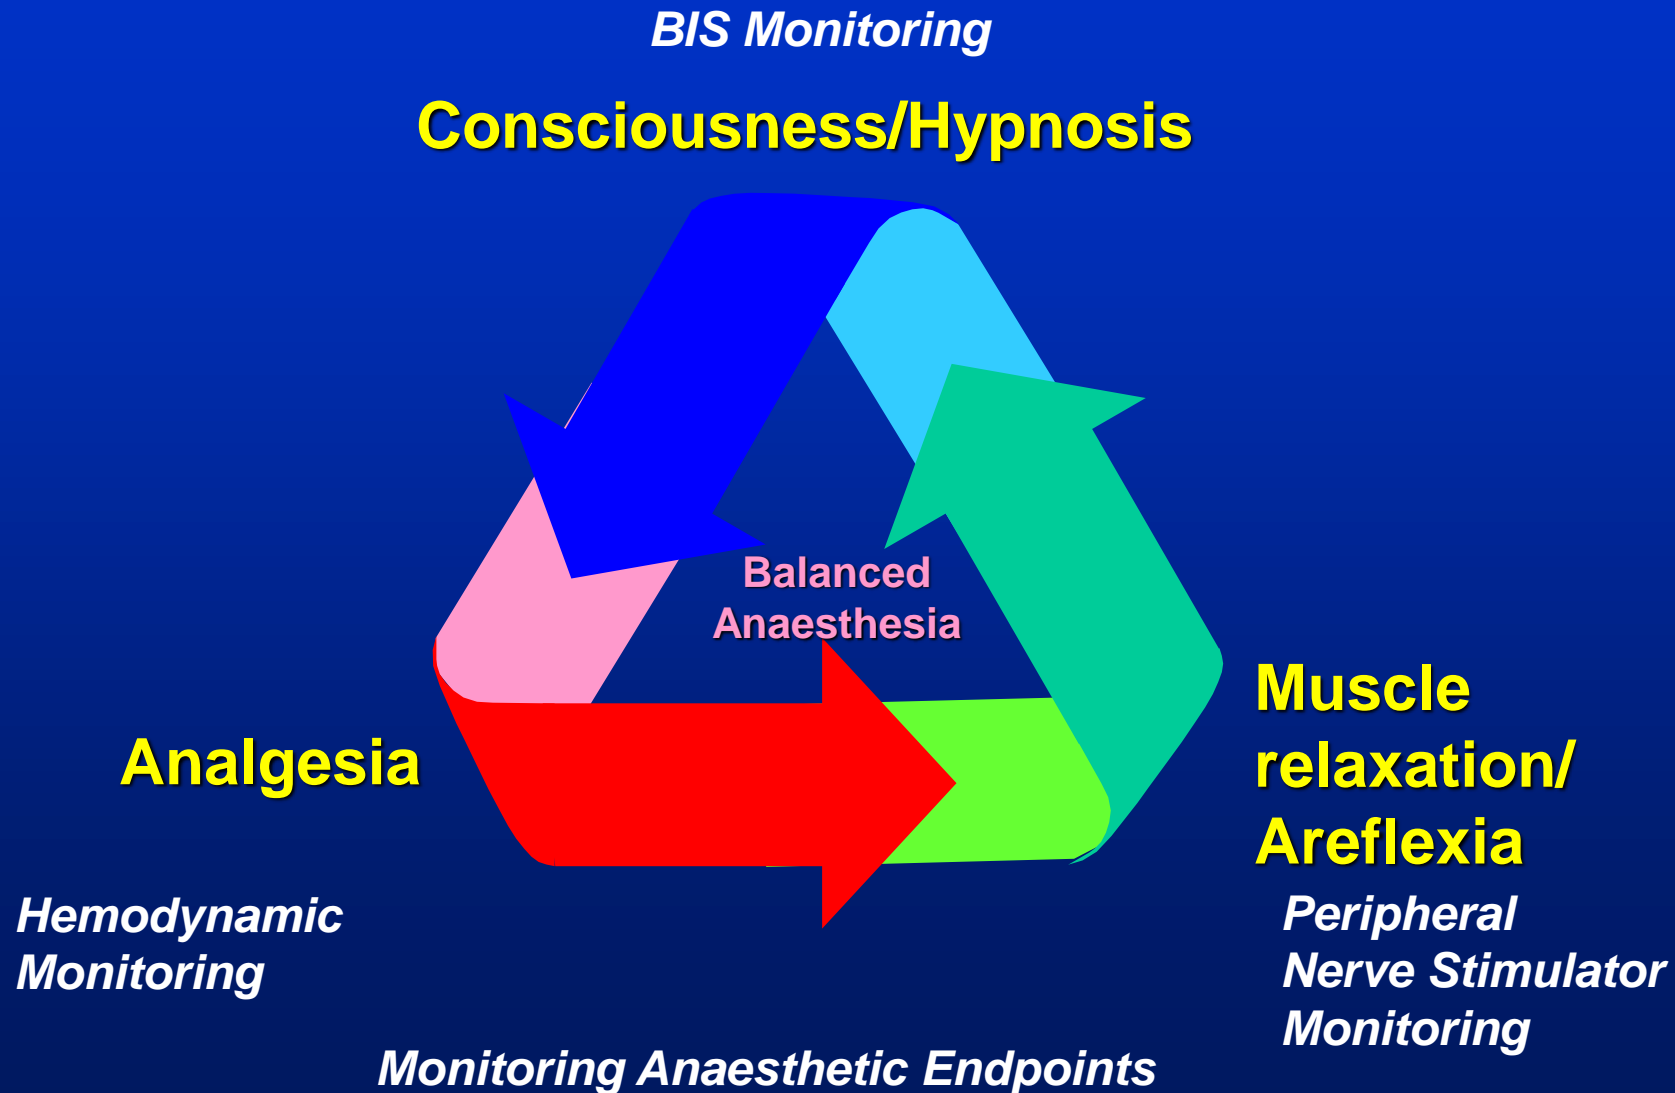 BIS Monitoring
Consciousness/Hypnosis
Balanced
Anaesthesia
Analgesia
Muscle
relaxation/
Areflexia
Hemodynamic
Monitoring
Peripheral
Nerve Stimulator
Monitoring
Monitoring Anaesthetic Endpoints